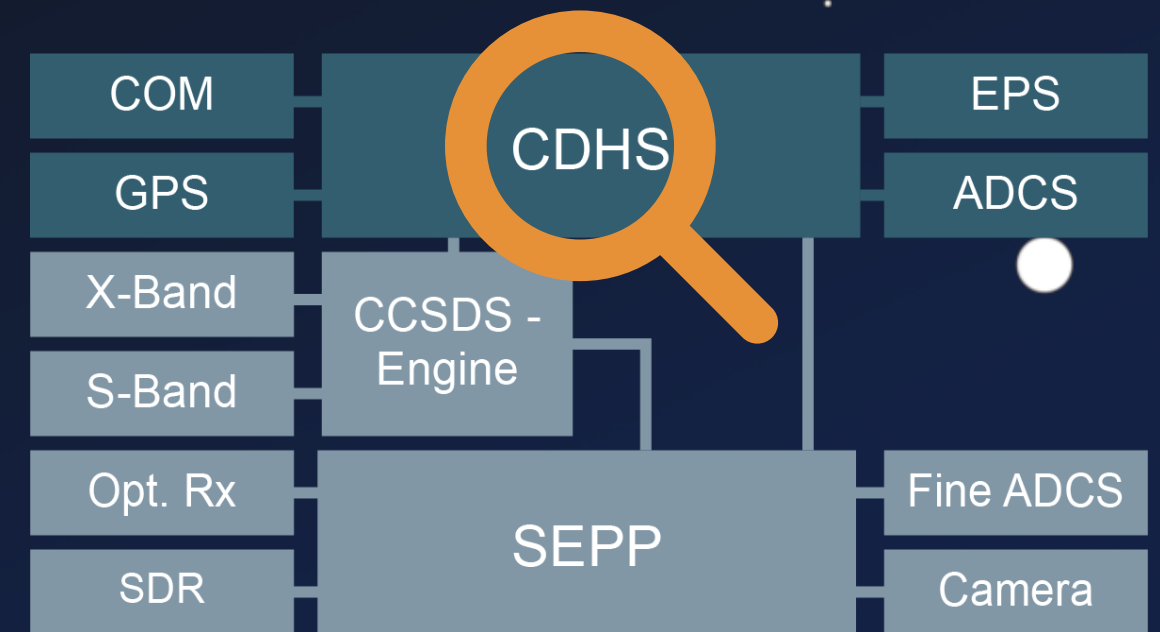 COM
CDHS
EPS
GPS
ADCS
X-Band
CCSDS -
Engine
S-Band
Opt. Rx
SEPP
Fine ADCS
SDR
Camera